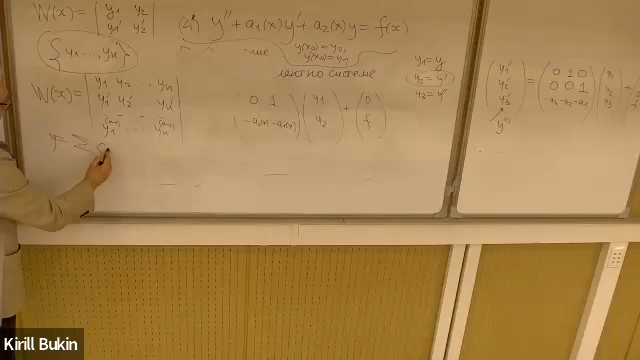 W(x) = | y1 y2 |
| y1' y2' |
{y1, ..., yn}
W(x) = | y1 y2 .. yn |
| y1' y2' yn' |
y = Σ
(4') y'' + a1(x)y' + a2(x)y = f(x)
y(x0) = y0,
y'(x0) = y1
системе
( 0 1 ) ( y1 ) + ( 0 )
( -a2(x) -a1(x) ) ( y2 ) ( f )
y1 = y
y2 = y'
y3 = y''
( y1' ) = ( 0 1 0 ) ( y1
( y2' ) ( 0 0 1 ) y2
( y3' ) ( -a3 -a2 -a1 ) y3
y'''
Kirill Bukin